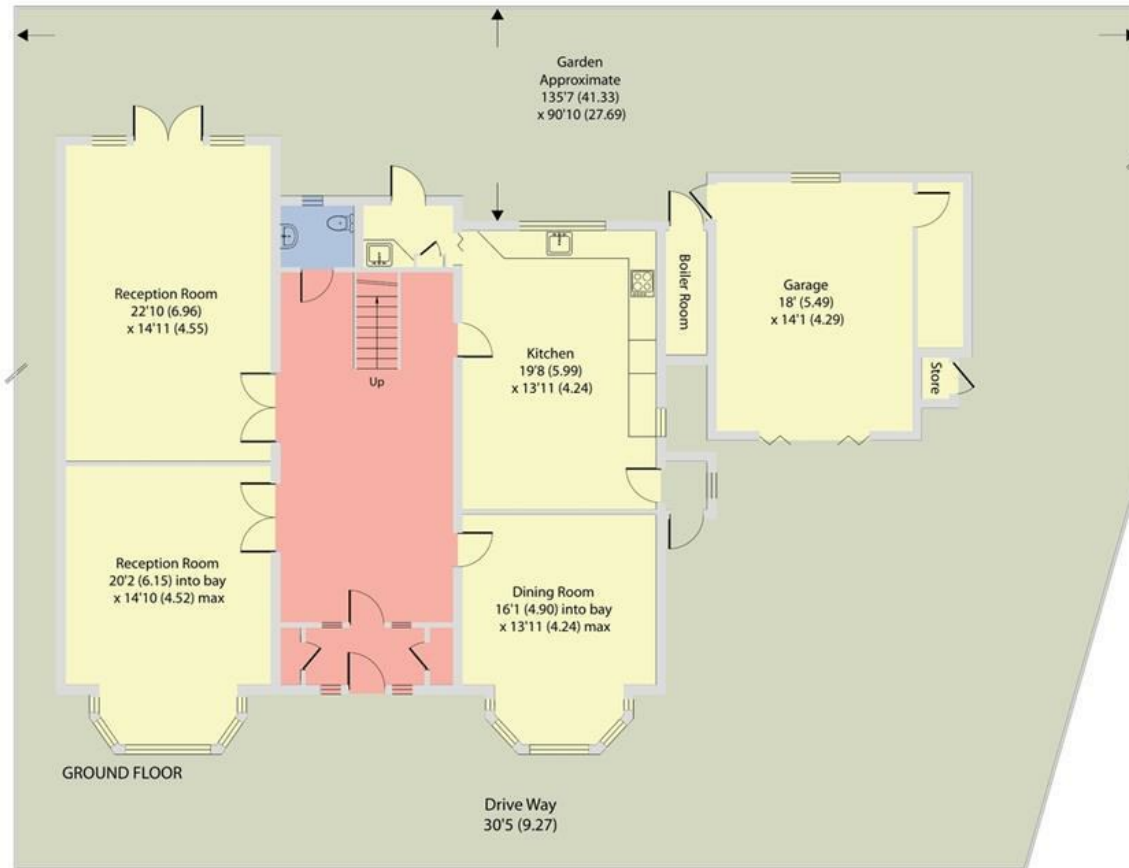 Garden
Approximate
135'7 (41.33)
x 90'10 (27.69)
Reception Room
22'10 (6.96)
x 14'11 (4.55)
Up
Kitchen
19'8 (5.99)
x 13'11 (4.24)
Boiler Room
Garage
18' (5.49)
x 14'1 (4.29)
Store
Reception Room
20'2 (6.15) into bay
x 14'10 (4.52) max
Dining Room
16'1 (4.90) into bay
x 13'11 (4.24) max
GROUND FLOOR
Drive Way
30'5 (9.27)